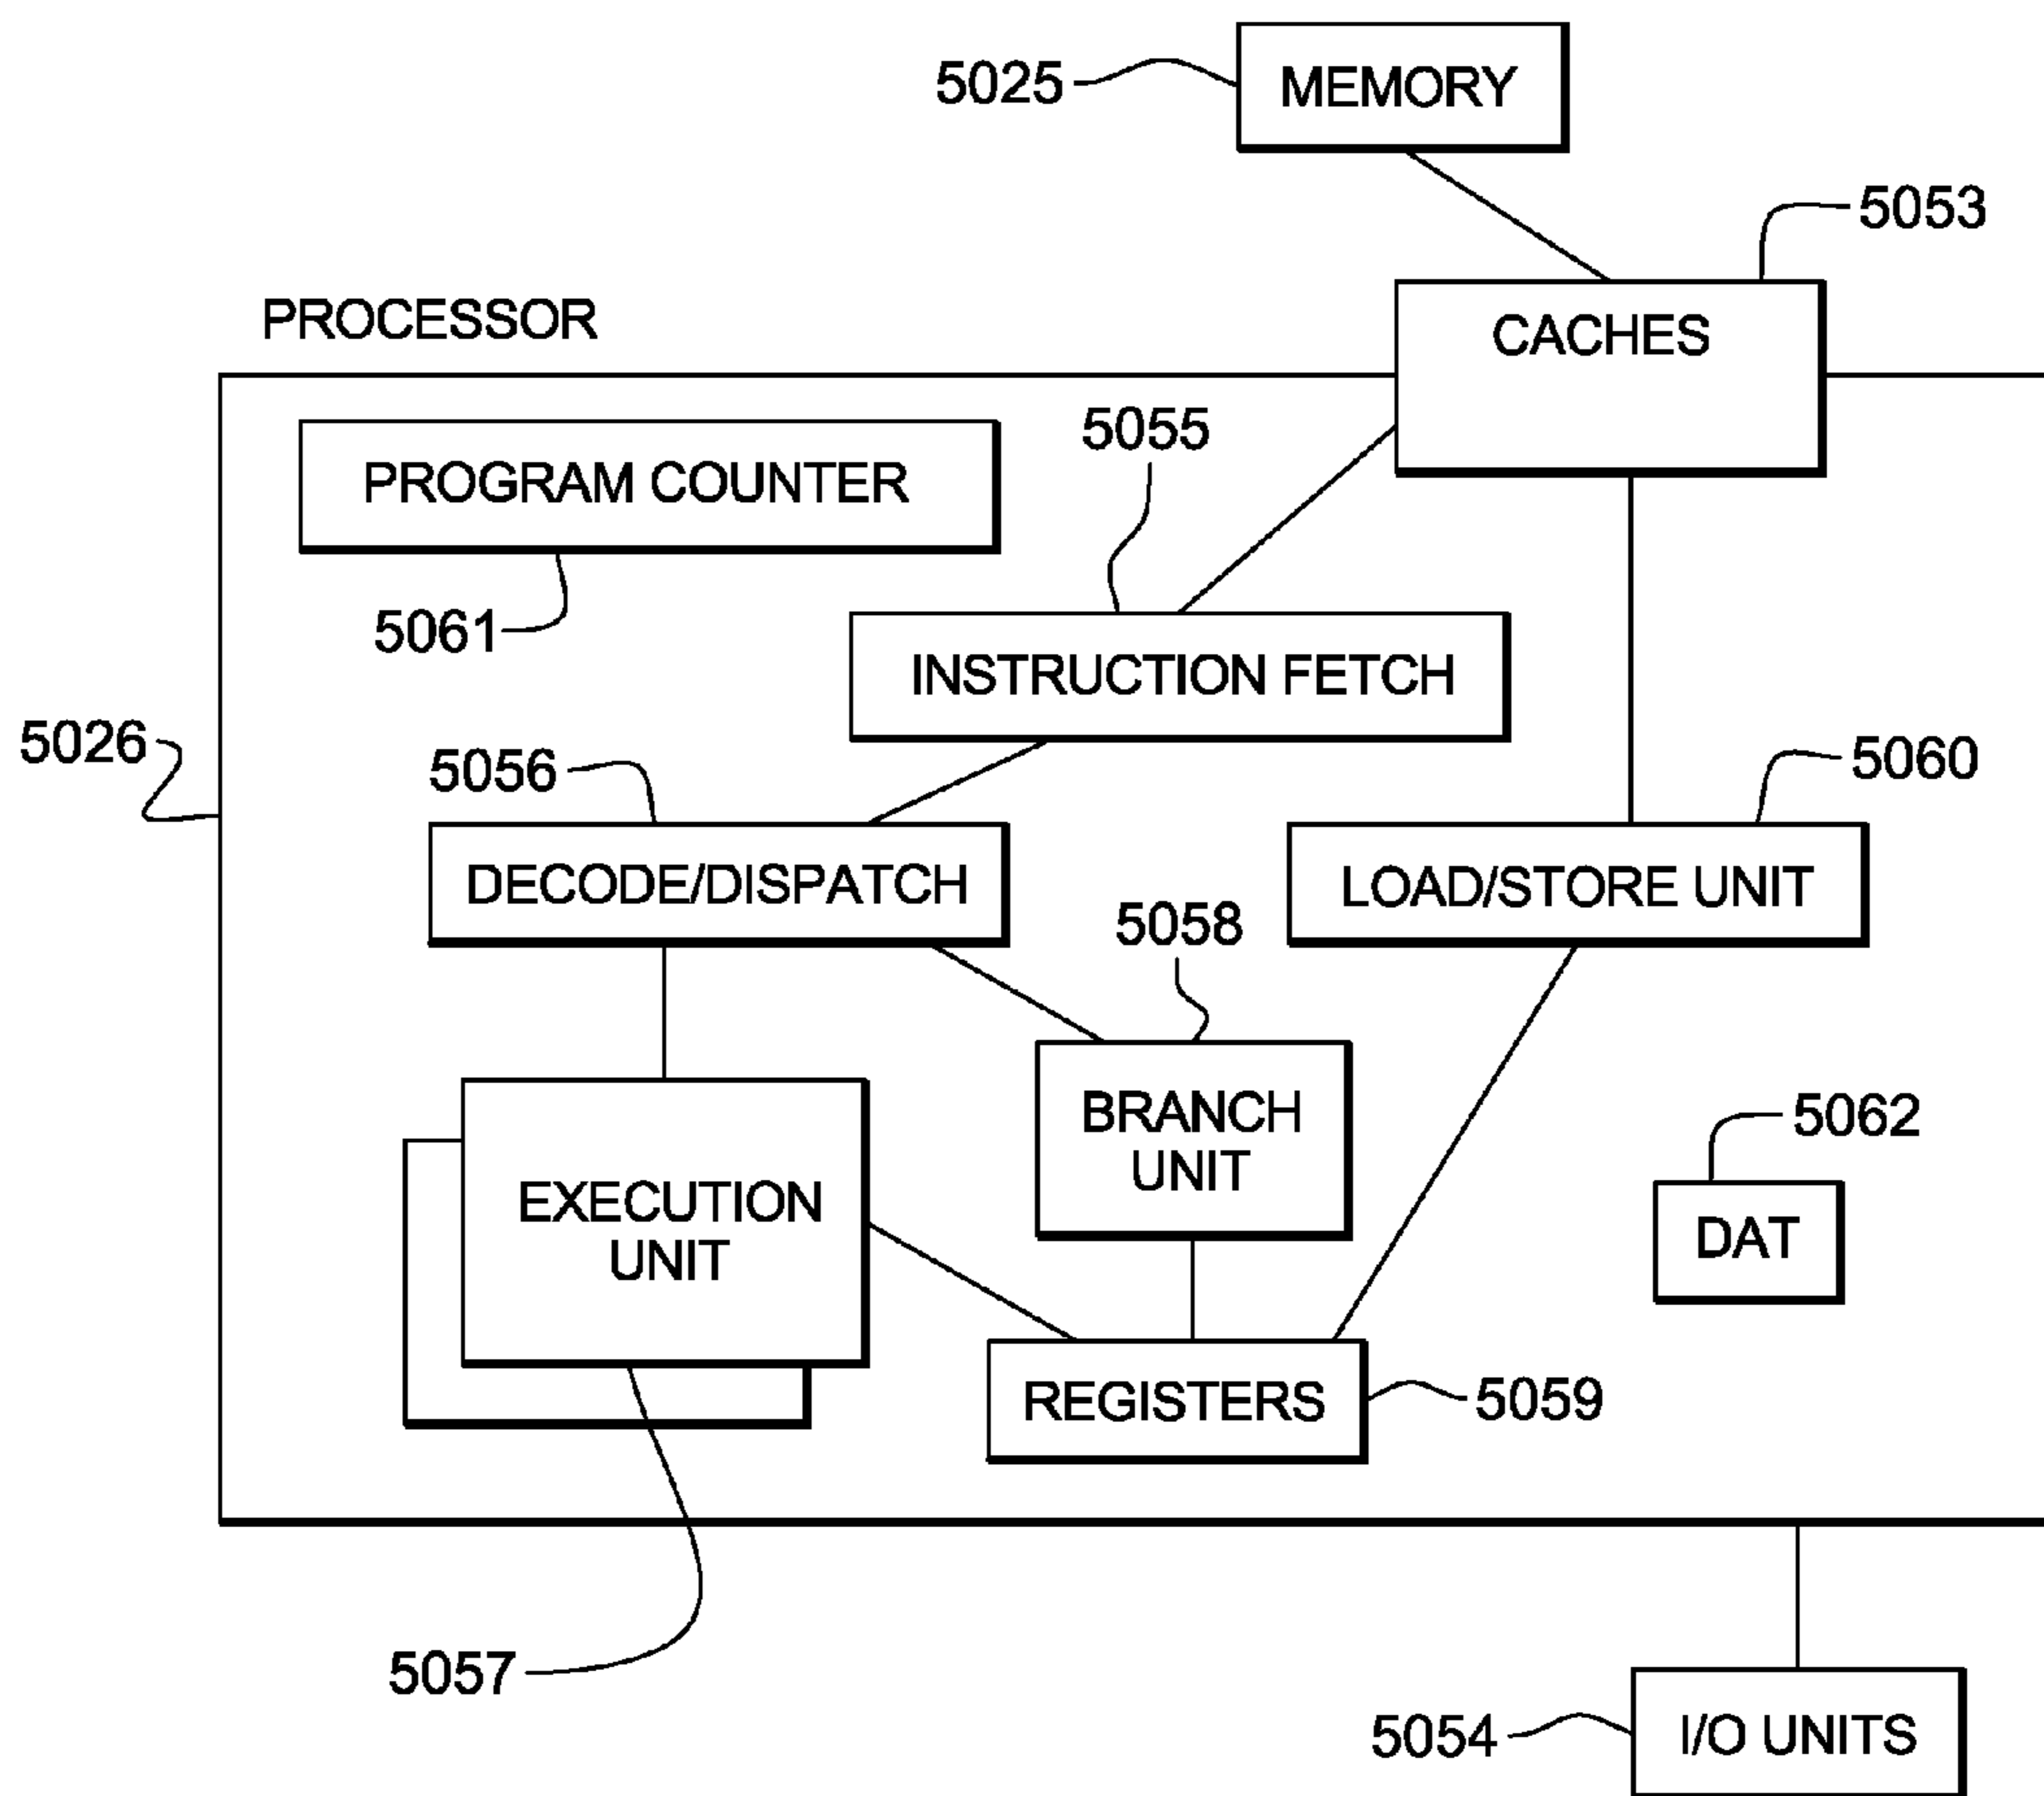 5025
MEMORY
5053
CACHES
PROCESSOR
5055
PROGRAM COUNTER
5061
INSTRUCTION FETCH
5026
5056
5060
DECODE/DISPATCH
LOAD/STORE UNIT
5058
BRANCH
UNIT
5062
EXECUTION
UNIT
DAT
REGISTERS
5059
5057
5054
I/O UNITS